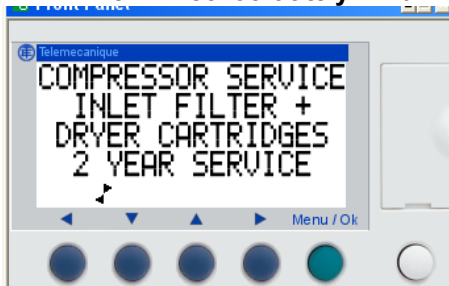 Front Panel
Telemecanique
COMPRESSOR SERVICE
INLET FILTER +
DRYER CARTRIDGES
2 YEAR SERVICE
Menu / Ok